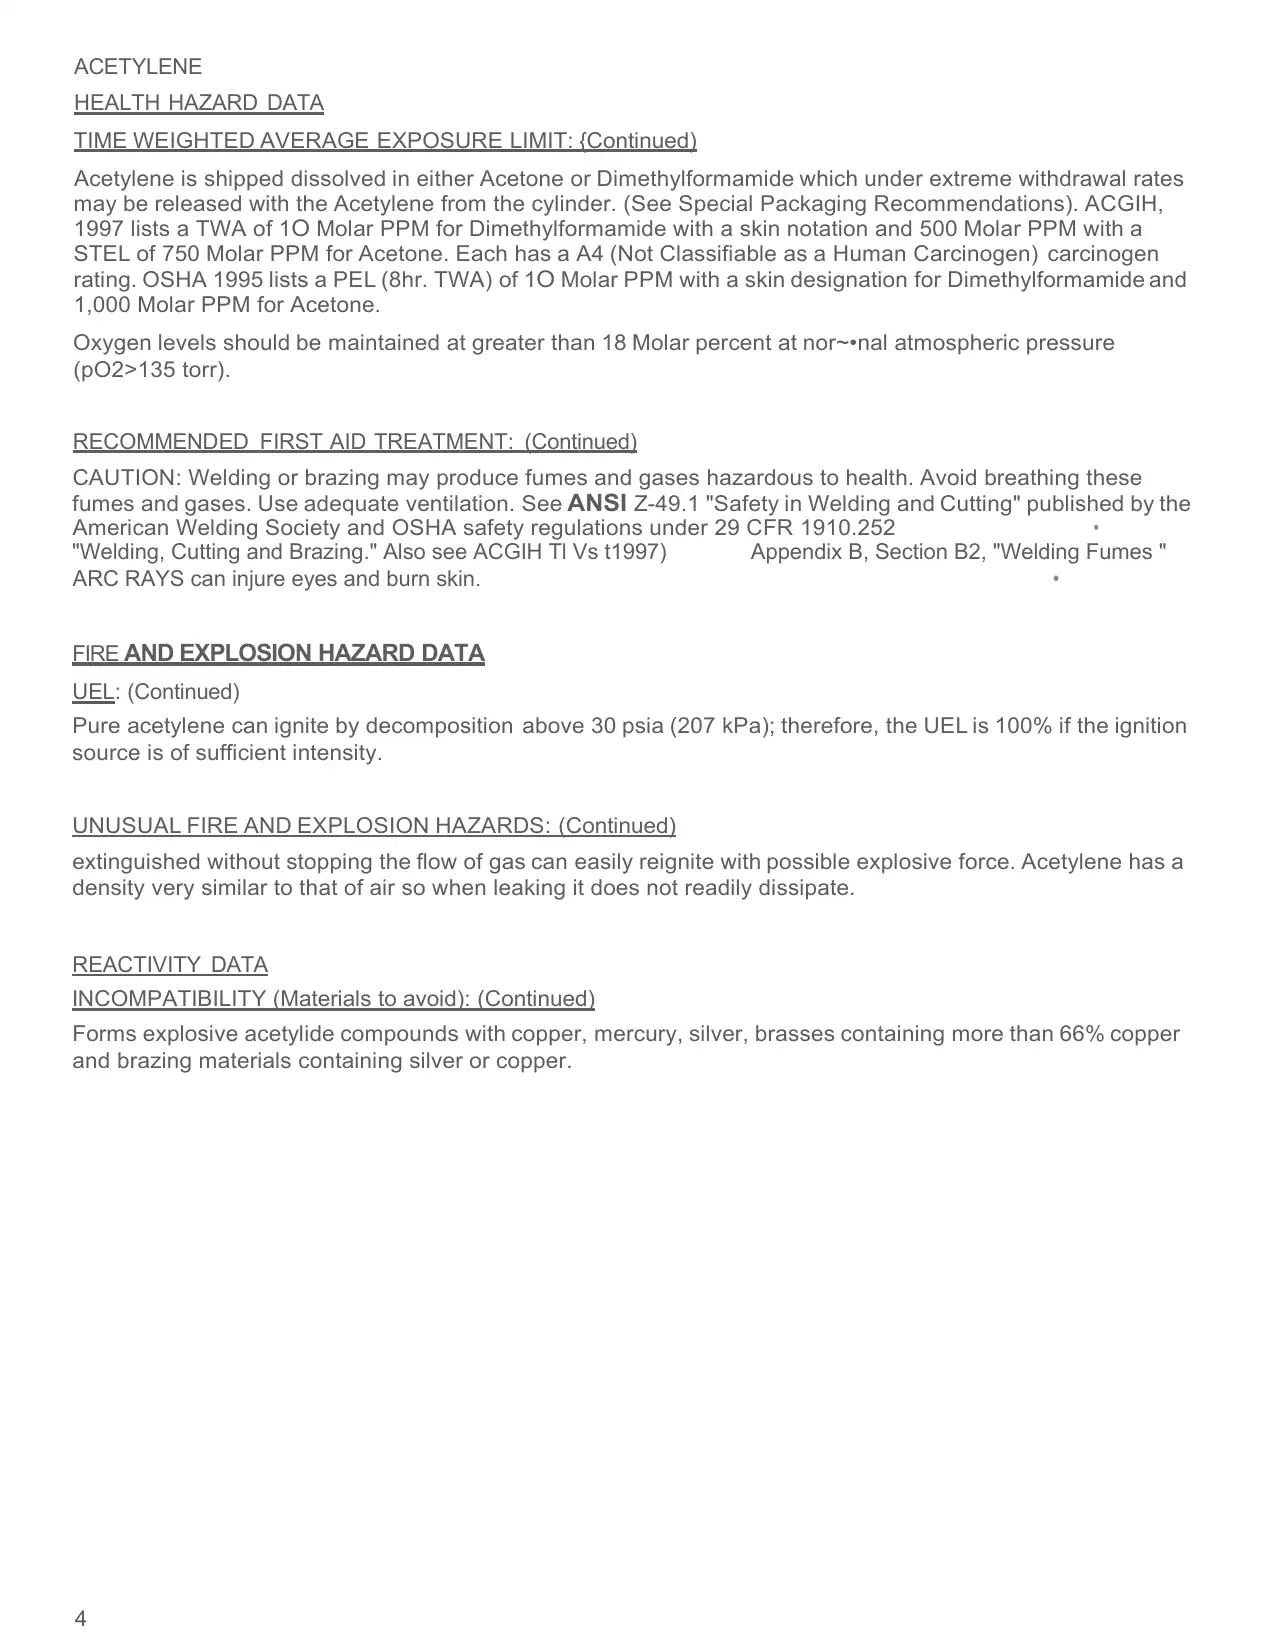 ACETYLENE
HEALTH HAZARD DATA
TIME WEIGHTED AVERAGE EXPOSURE LIMIT: {Continued)
Acetylene is shipped dissolved in either Acetone or Dimethylformamide which under extreme withdrawal rates
may be released with the Acetylene from the cylinder. (See Special Packaging Recommendations). ACGIH,
1997 lists a TWA of 1O Molar PPM for Dimethylformamide with a skin notation and 500 Molar PPM with a
STEL of 750 Molar PPM for Acetone. Each has a A4 (Not Classifiable as a Human Carcinogen) carcinogen
rating. OSHA 1995 lists a PEL (8hr. TWA) of 1O Molar PPM with a skin designation for Dimethylformamide and
1,000 Molar PPM for Acetone.
Oxygen levels should be maintained at greater than 18 Molar percent at nor~•nal atmospheric pressure
(pO2>135 torr).
RECOMMENDED FIRST AID TREATMENT: (Continued)
CAUTION: Welding or brazing may produce fumes and gases hazardous to health. Avoid breathing these
fumes and gases. Use adequate ventilation. See ANSI Z-49.1 "Safety in Welding and Cutting" published by the
American Welding Society and OSHA safety regulations under 29 CFR 1910.252 •
"Welding, Cutting and Brazing." Also see ACGIH Tl Vs t1997) Appendix B, Section B2, "Welding Fumes "
ARC RAYS can injure eyes and burn skin. •
FIRE AND EXPLOSION HAZARD DATA
UEL: (Continued)
Pure acetylene can ignite by decomposition above 30 psia (207 kPa); therefore, the UEL is 100% if the ignition
source is of sufficient intensity.
UNUSUAL FIRE AND EXPLOSION HAZARDS: (Continued)
extinguished without stopping the flow of gas can easily reignite with possible explosive force. Acetylene has a
density very similar to that of air so when leaking it does not readily dissipate.
REACTIVITY DATA
INCOMPATIBILITY (Materials to avoid): (Continued)
Forms explosive acetylide compounds with copper, mercury, silver, brasses containing more than 66% copper
and brazing materials containing silver or copper.
4